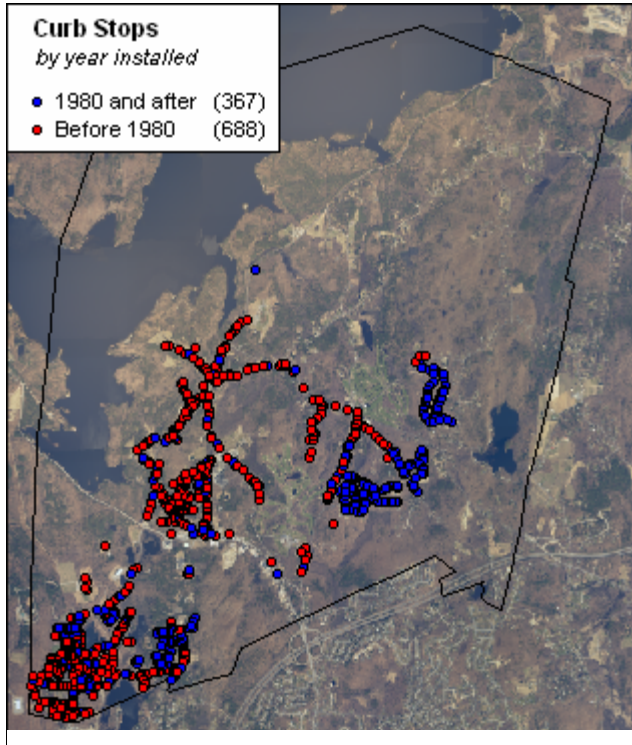 Curb Stops
by year installed
1980 and after (367)
Before 1980 (688)